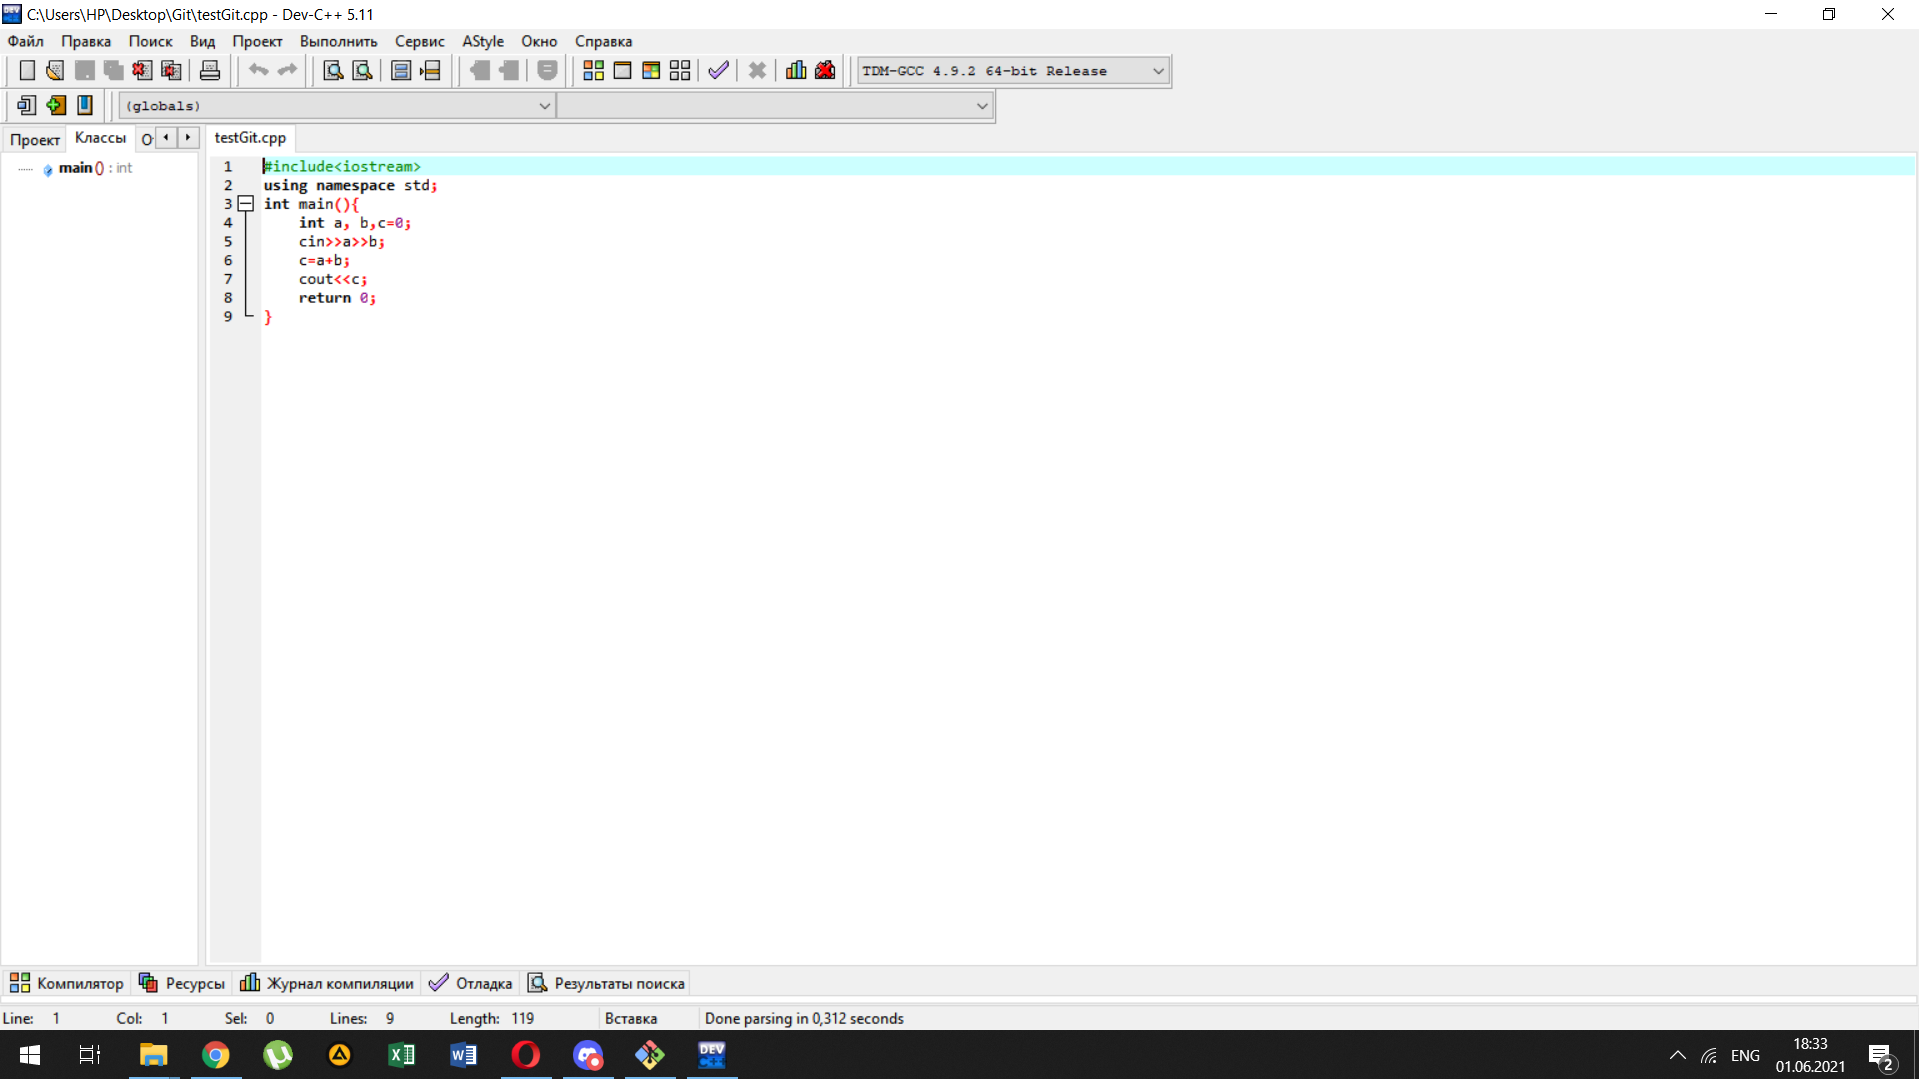 C:\Users\HP\Desktop\Git\testGit.cpp - Dev-C++ 5.11
Файл Правка Поиск Вид Проект Выполнить Сервис AStyle Окно Справка
TDM-GCC 4.9.2 64-bit Release
(globals)
Проект Классы О testGit.cpp
main () : int
1 #include<iostream>
2 using namespace std;
3 int main(){
4 int a, b,c=0;
5 cin>>a>>b;
6 c=a+b;
7 cout<<c;
8 return 0;
9 }
Компилятор Ресурсы Журнал компиляции Отладка Результаты поиска
Line: 1 Col: 1 Sel: 0 Lines: 9 Length: 119 Вставка Done parsing in 0,312 seconds
DEV C++
ENG
18:33
01.06.2021
2